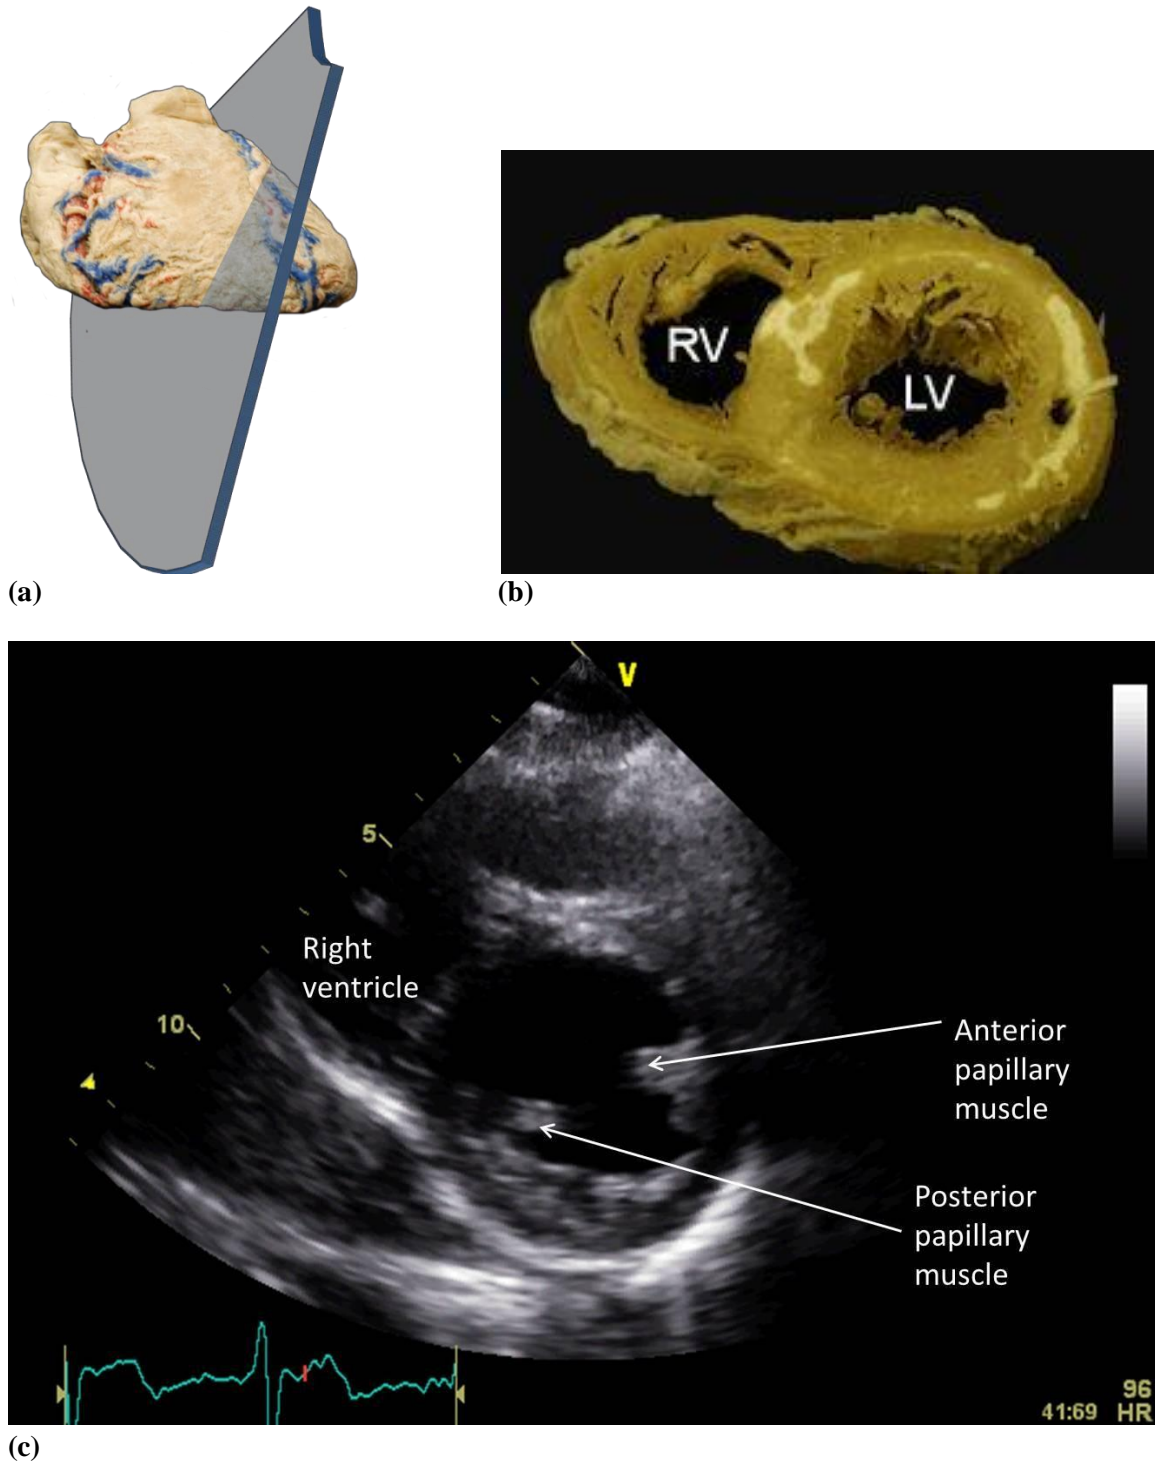 (a)
RV
LV
(b)
V
5
Right
ventricle
10
Anterior
papillary
muscle
Posterior
papillary
muscle
96
41:69 HR
(c)